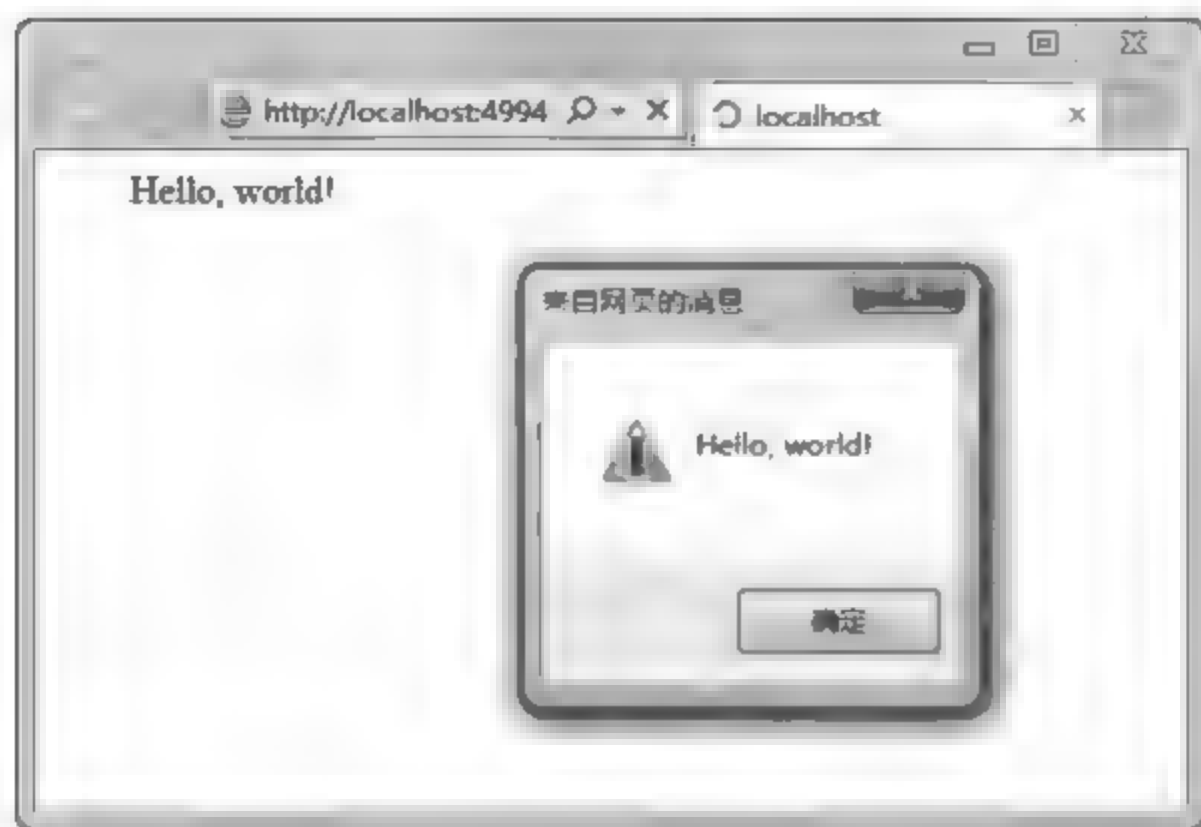 http://localhost:4994
localhost
Hello, world!
来自网页的消息
Hello, world!
确定